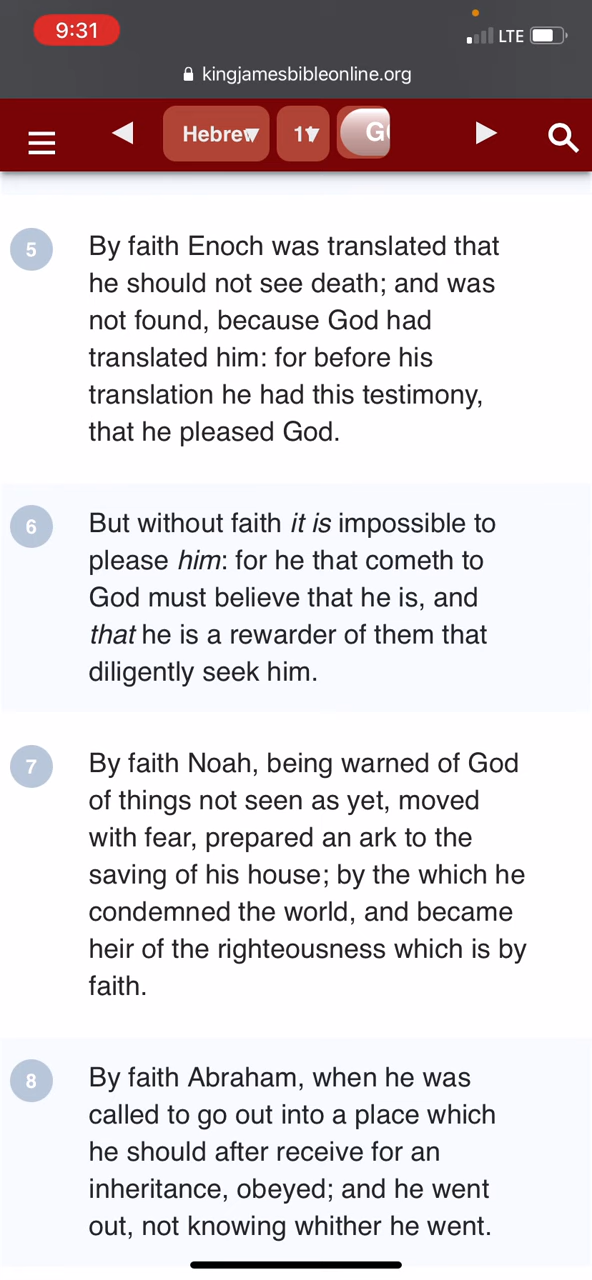 9:31
LTE
kingjamesbibleonline.org
Hebrew
11
G
5
By faith Enoch was translated that
he should not see death; and was
not found, because God had
translated him: for before his
translation he had this testimony,
that he pleased God.
6
But without faith it is impossible to
please him: for he that cometh to
God must believe that he is, and
that he is a rewarder of them that
diligently seek him.
7
By faith Noah, being warned of God
of things not seen as yet, moved
with fear, prepared an ark to the
saving of his house; by the which he
condemned the world, and became
heir of the righteousness which is by
faith.
8
By faith Abraham, when he was
called to go out into a place which
he should after receive for an
inheritance, obeyed; and he went
out, not knowing whither he went.